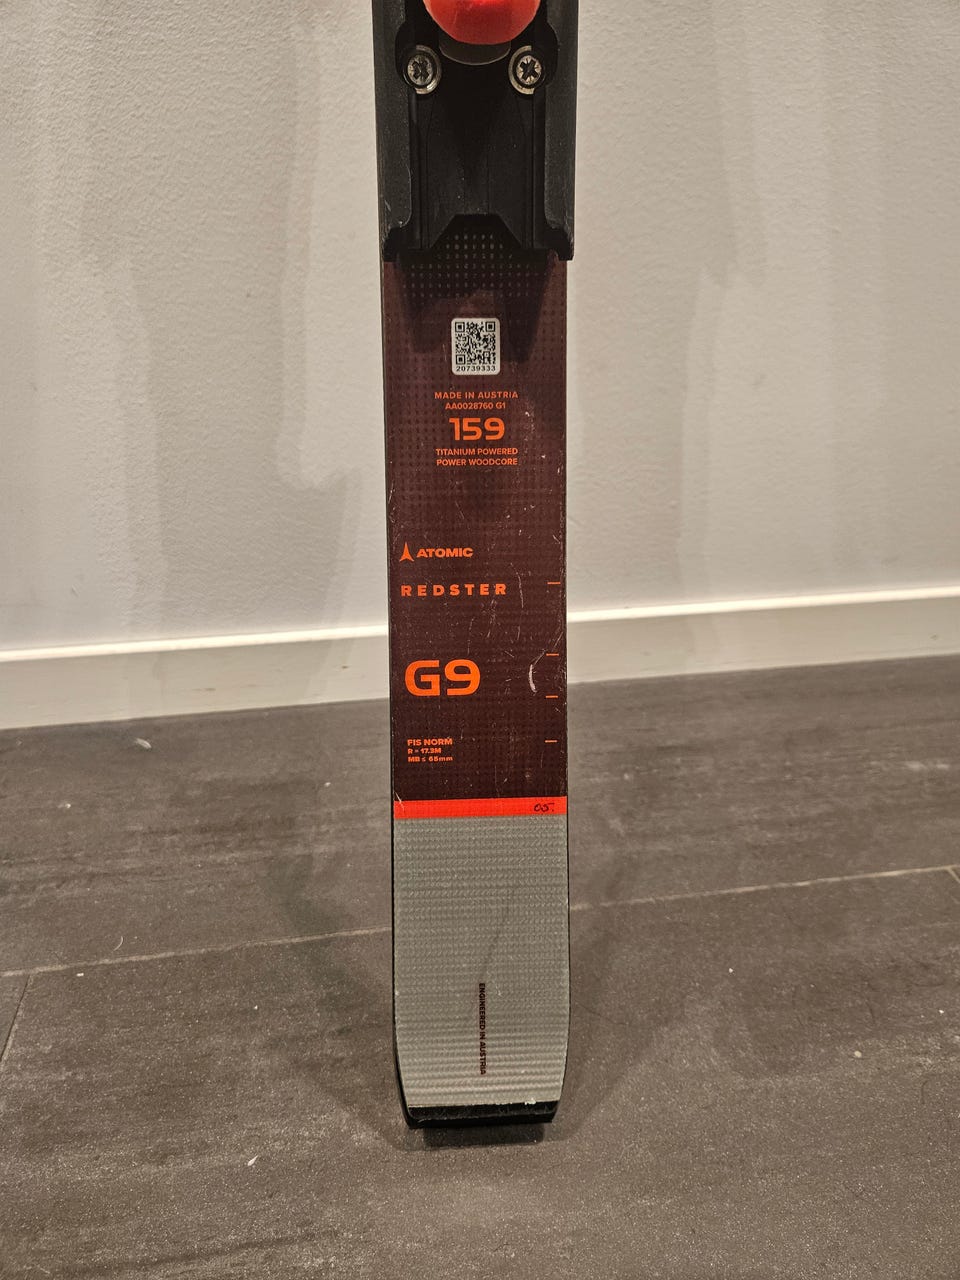 20739333
MADE IN AUSTRIA
AA0028760 G1
159
TITANIUM POWERED
POWER WOODCORE
ATOMIC
REDSTER
G9
FIS NORM
R = 17.3M
MB ≤ 65mm
05.
ENGINEERED IN AUSTRIA